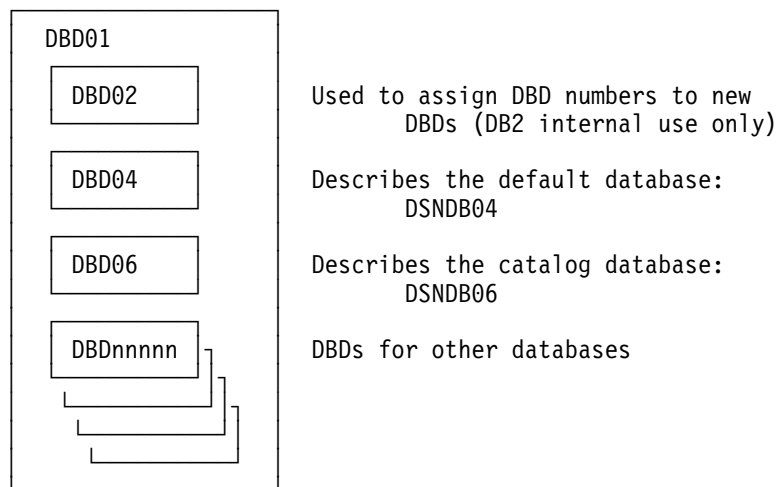 DBD01
DBD02
Used to assign DBD numbers to new
DBDs (DB2 internal use only)
DBD04
Describes the default database:
DSNDB04
DBD06
Describes the catalog database:
DSNDB06
DBDnnnnn
DBDs for other databases